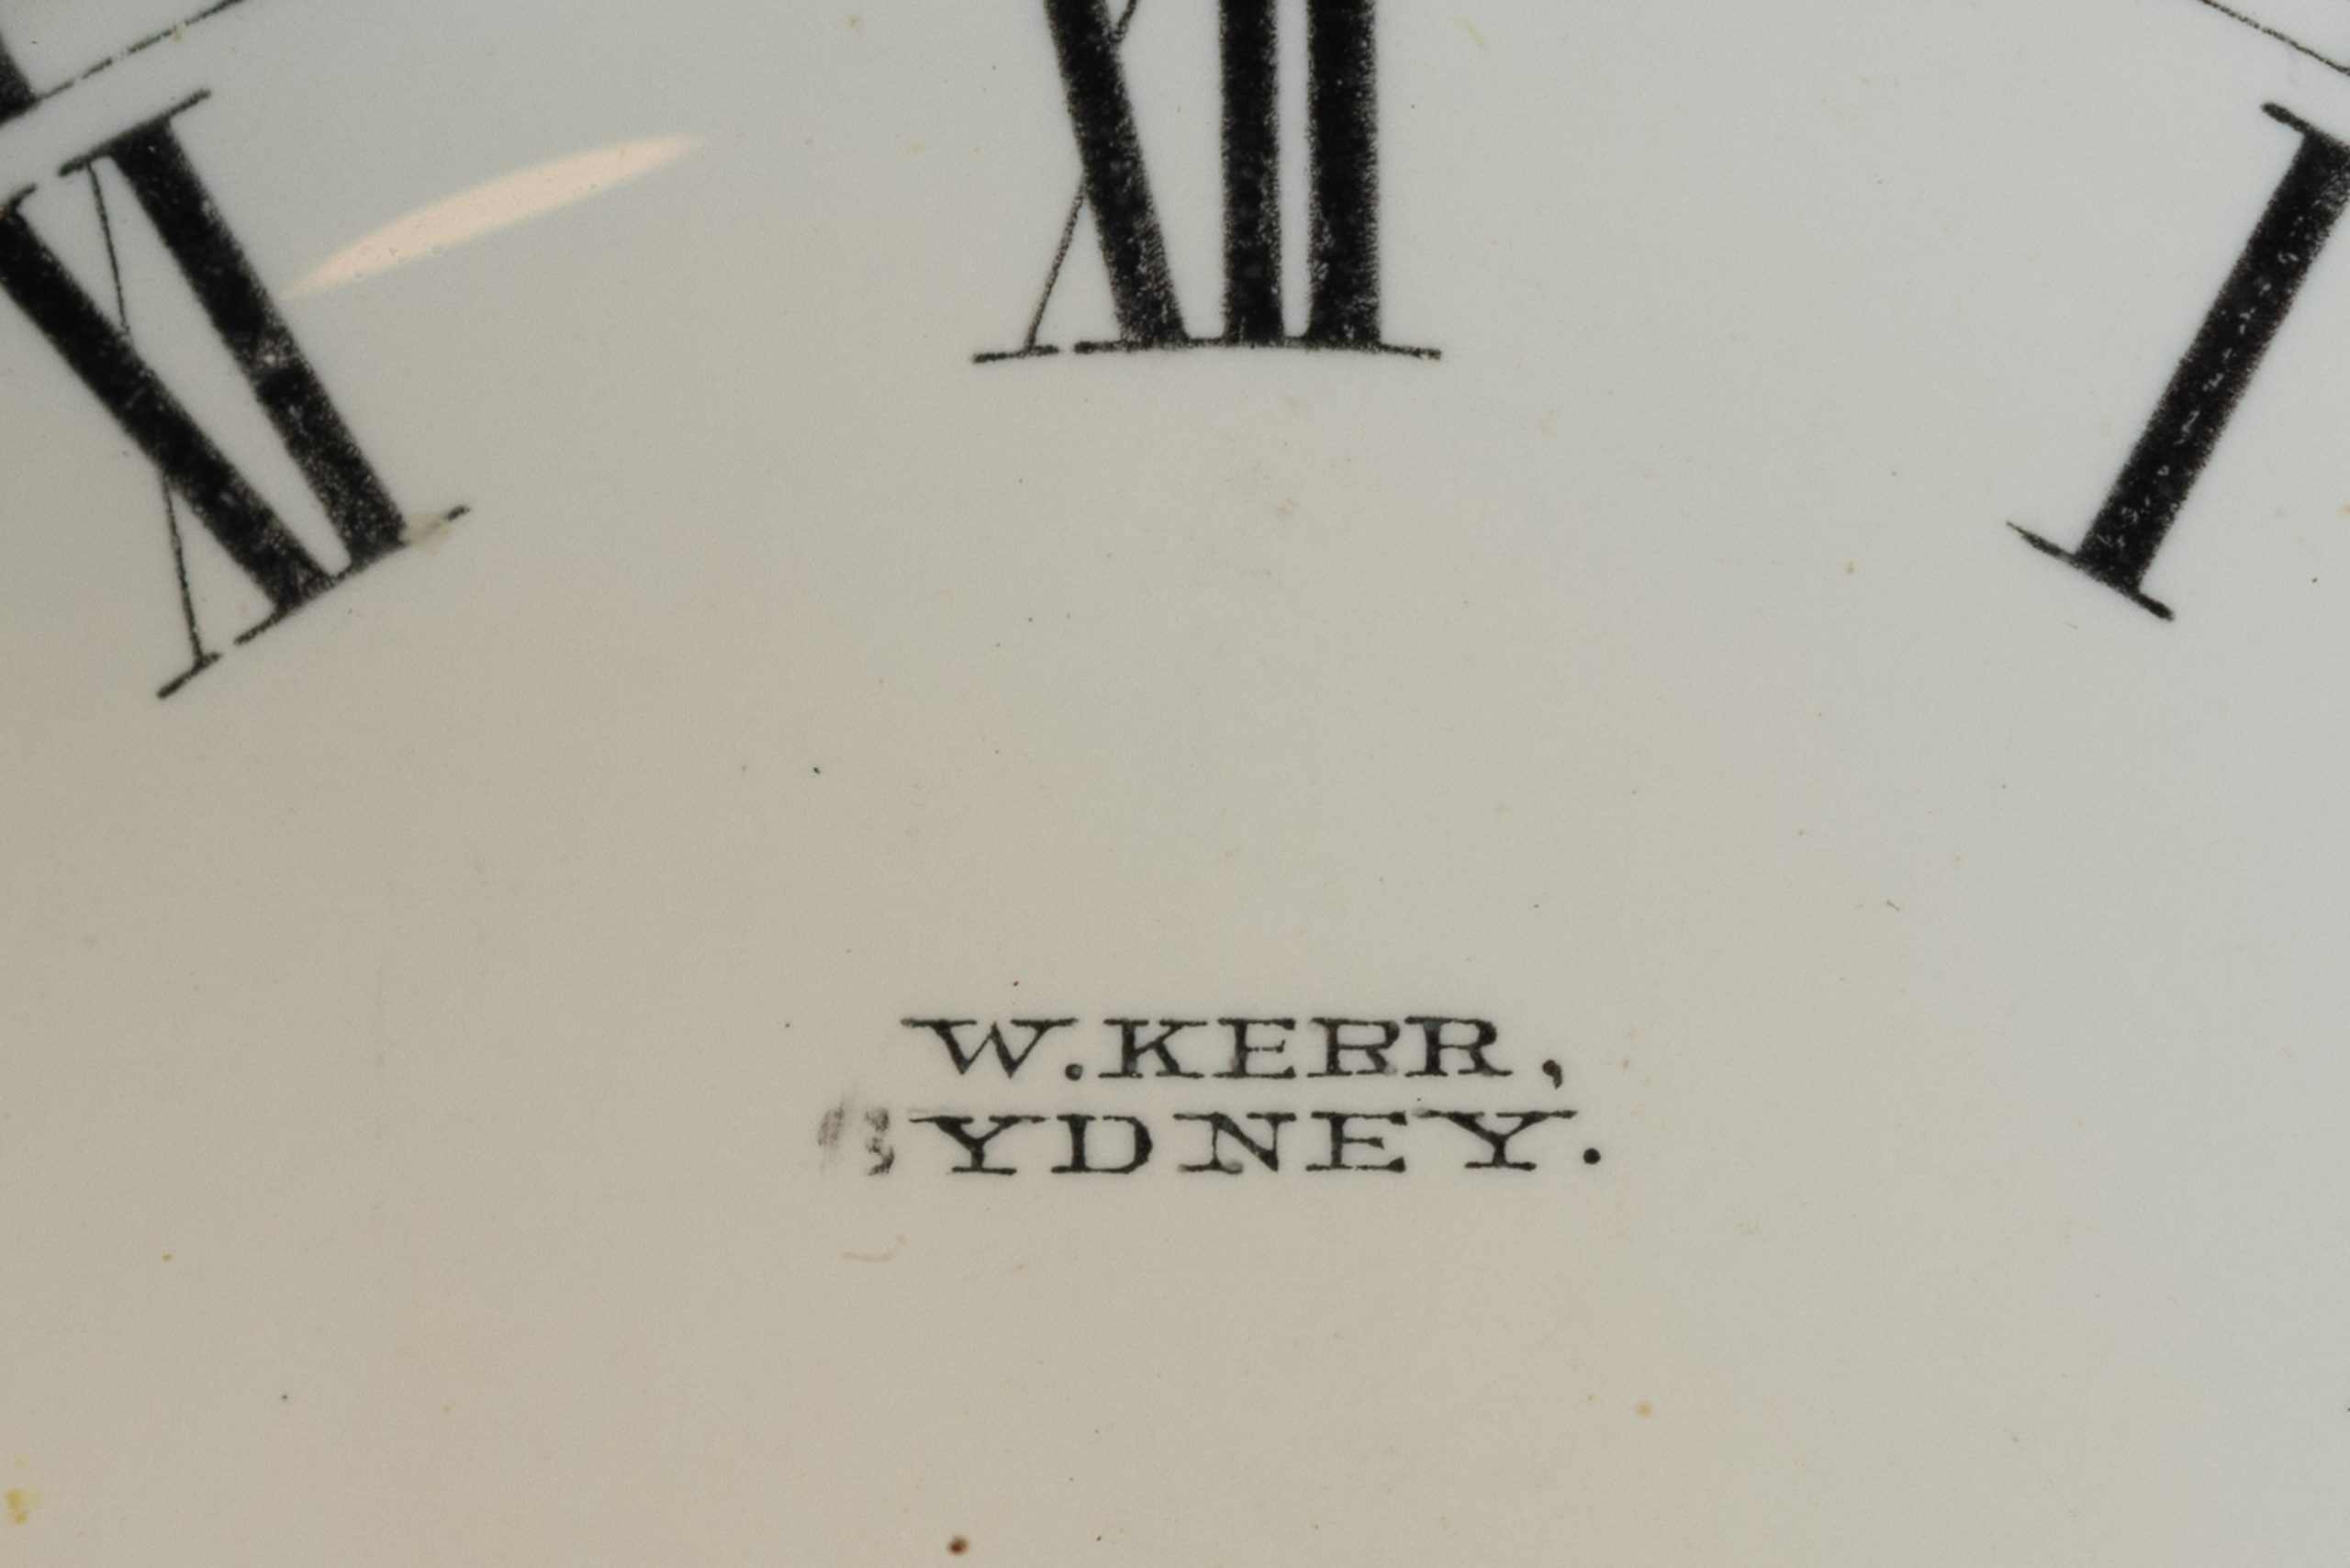 XI XII I
W.KERR,
SYDNEY.